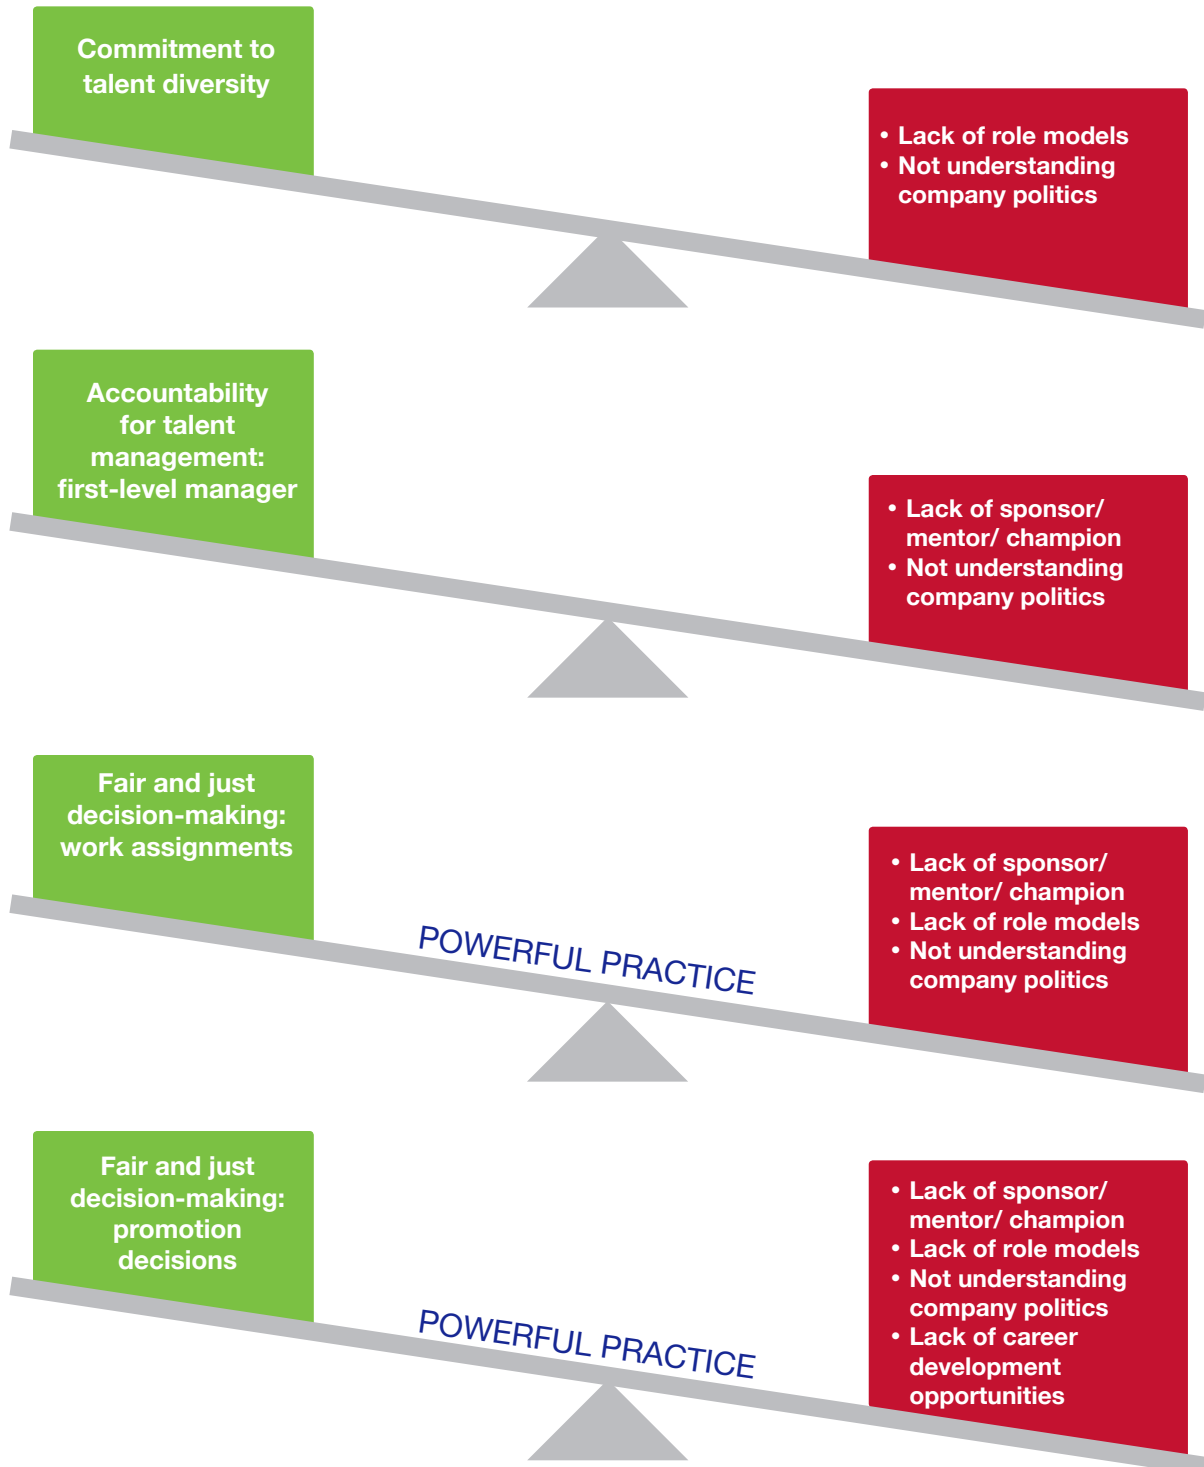 Commitment to
talent diversity
• Lack of role models
• Not understanding
company politics
Accountability
for talent
management:
first-level manager
• Lack of sponsor/
mentor/ champion
• Not understanding
company politics
Fair and just
decision-making:
work assignments
POWERFUL PRACTICE
• Lack of sponsor/
mentor/ champion
• Lack of role models
• Not understanding
company politics
Fair and just
decision-making:
promotion
decisions
POWERFUL PRACTICE
• Lack of sponsor/
mentor/ champion
• Lack of role models
• Not understanding
company politics
• Lack of career
development
opportunities